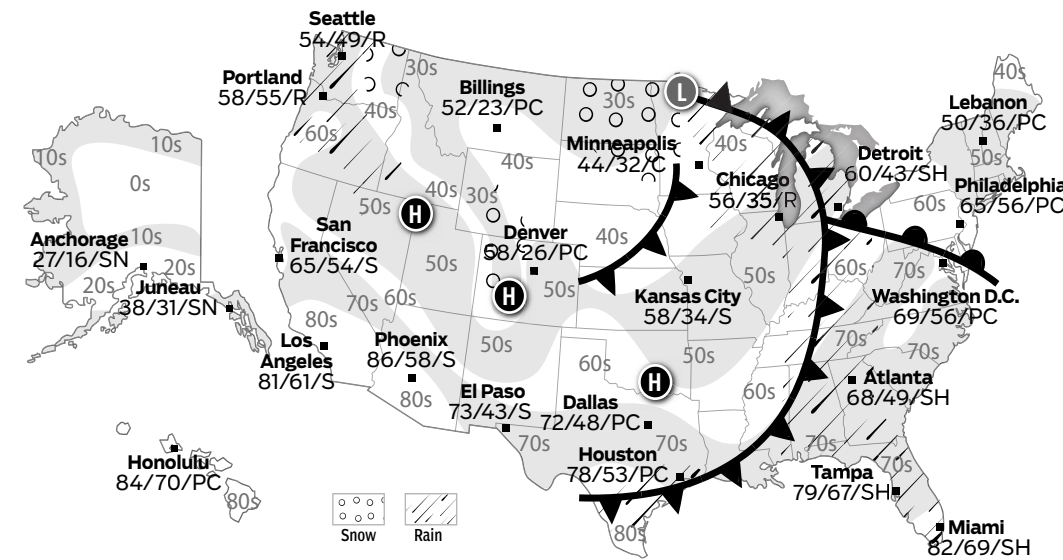 Seattle
54/49/R
30s
Portland
58/55/R
40s
60s
Billings
52/23/PC
30s
L
40s
Lebanon
50/36/PC
50s
Minneapolis
44/32/C
40s
Detroit
60/43/SH
10s
10s
0s
40s
Chicago
56/35/R
Philadelphia
65/56/PC
60s
40s
30s
50s
H
San
Francisco
65/54/S
Denver
58/26/PC
40s
Anchorage
27/16/SN
10s
20s
20s
Juneau
38/31/SN
50s
50s
60s
70s
H
50s
Kansas City
58/34/S
60s
70s
Washington D.C.
69/56/PC
70s
80s
70s
60s
Los
Angeles
81/61/S
Phoenix
86/58/S
50s
50s
60s
H
60s
80s
Atlanta
68/49/SH
El Paso
73/43/S
Dallas
72/48/PC
70s
70s
70s
Honolulu
84/70/PC
80s
Houston
78/53/PC
70s
Tampa
79/67/SH
80s
Miami
82/69/SH
Snow
Rain